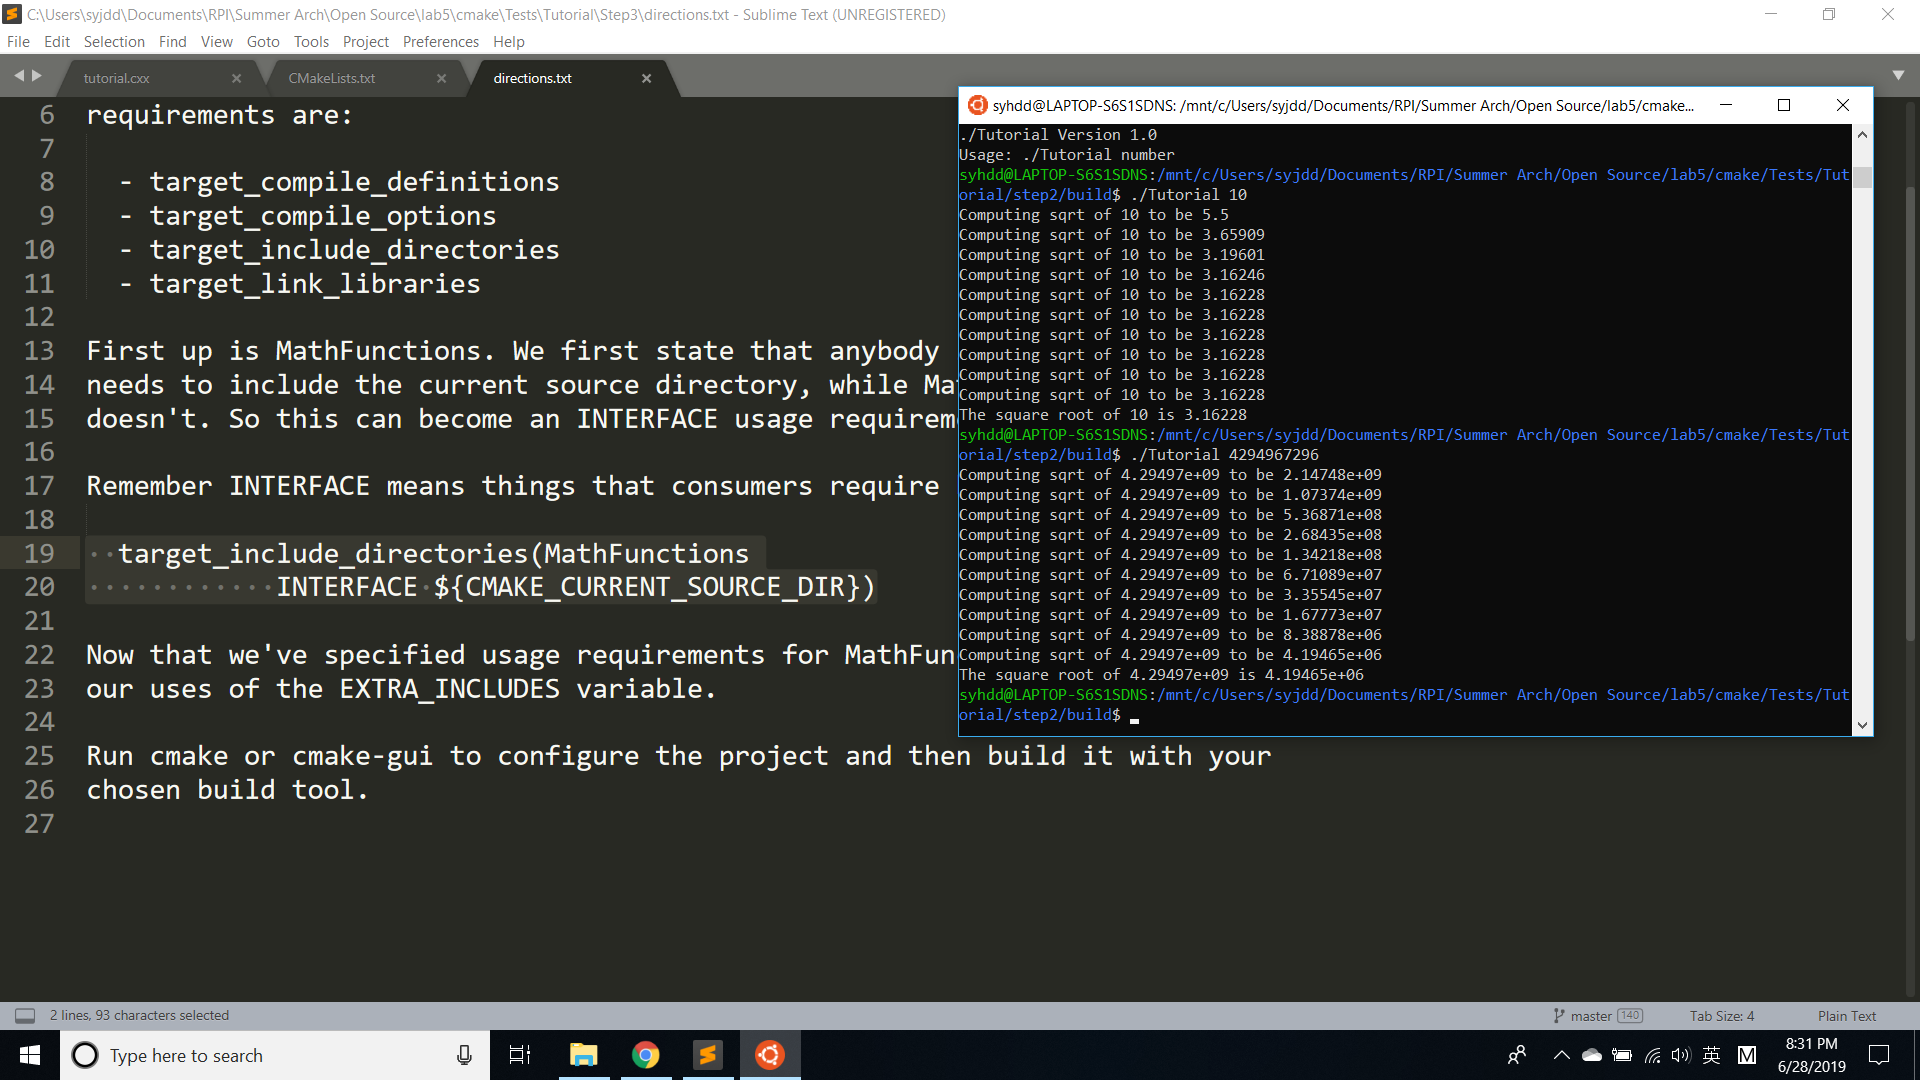 C:\Users\syjdd\Documents\RPI\Summer Arch\Open Source\lab5\cmake\Tests\Tutorial\Step3\directions.txt - Sublime Text (UNREGISTERED)
File Edit Selection Find View Goto Tools Project Preferences Help
tutorial.cxx CMakeLists.txt directions.txt
6 requirements are:
7
8 - target_compile_definitions
9 - target_compile_options
10 - target_include_directories
11 - target_link_libraries
12
13 First up is MathFunctions. We first state that anybody
14 needs to include the current source directory, while Ma
15 doesn't. So this can become an INTERFACE usage requirem
16
17 Remember INTERFACE means things that consumers require
18
19 target_include_directories(MathFunctions
20 INTERFACE ${CMAKE_CURRENT_SOURCE_DIR})
21
22 Now that we've specified usage requirements for MathFun
23 our uses of the EXTRA_INCLUDES variable.
24
25 Run cmake or cmake-gui to configure the project and then build it with your
26 chosen build tool.
27
syhdd@LAPTOP-S6S1SDNS: /mnt/c/Users/syjdd/Documents/RPI/Summer Arch/Open Source/lab5/cmake...
./Tutorial Version 1.0
Usage: ./Tutorial number
syhdd@LAPTOP-S6S1SDNS:/mnt/c/Users/syjdd/Documents/RPI/Summer Arch/Open Source/lab5/cmake/Tests/Tut
orial/step2/build$ ./Tutorial 10
Computing sqrt of 10 to be 5.5
Computing sqrt of 10 to be 3.65909
Computing sqrt of 10 to be 3.19601
Computing sqrt of 10 to be 3.16246
Computing sqrt of 10 to be 3.16228
Computing sqrt of 10 to be 3.16228
Computing sqrt of 10 to be 3.16228
Computing sqrt of 10 to be 3.16228
Computing sqrt of 10 to be 3.16228
Computing sqrt of 10 to be 3.16228
The square root of 10 is 3.16228
syhdd@LAPTOP-S6S1SDNS:/mnt/c/Users/syjdd/Documents/RPI/Summer Arch/Open Source/lab5/cmake/Tests/Tut
orial/step2/build$ ./Tutorial 4294967296
Computing sqrt of 4.29497e+09 to be 2.14748e+09
Computing sqrt of 4.29497e+09 to be 1.07374e+09
Computing sqrt of 4.29497e+09 to be 5.36871e+08
Computing sqrt of 4.29497e+09 to be 2.68435e+08
Computing sqrt of 4.29497e+09 to be 1.34218e+08
Computing sqrt of 4.29497e+09 to be 6.71089e+07
Computing sqrt of 4.29497e+09 to be 3.35545e+07
Computing sqrt of 4.29497e+09 to be 1.67773e+07
Computing sqrt of 4.29497e+09 to be 8.38878e+06
Computing sqrt of 4.29497e+09 to be 4.19465e+06
The square root of 4.29497e+09 is 4.19465e+06
syhdd@LAPTOP-S6S1SDNS:/mnt/c/Users/syjdd/Documents/RPI/Summer Arch/Open Source/lab5/cmake/Tests/Tut
orial/step2/build$
2 lines, 93 characters selected master 140 Tab Size: 4 Plain Text
Type here to search
英 M
8:31 PM
6/28/2019